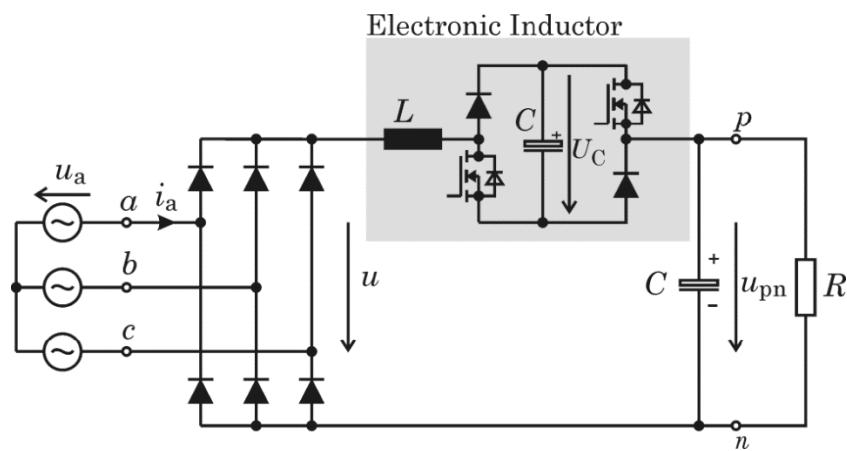 Electronic Inductor
L
C
+
U_C
p
u_a
a
i_a
b
u
C
+
-
u_pn
R
c
n